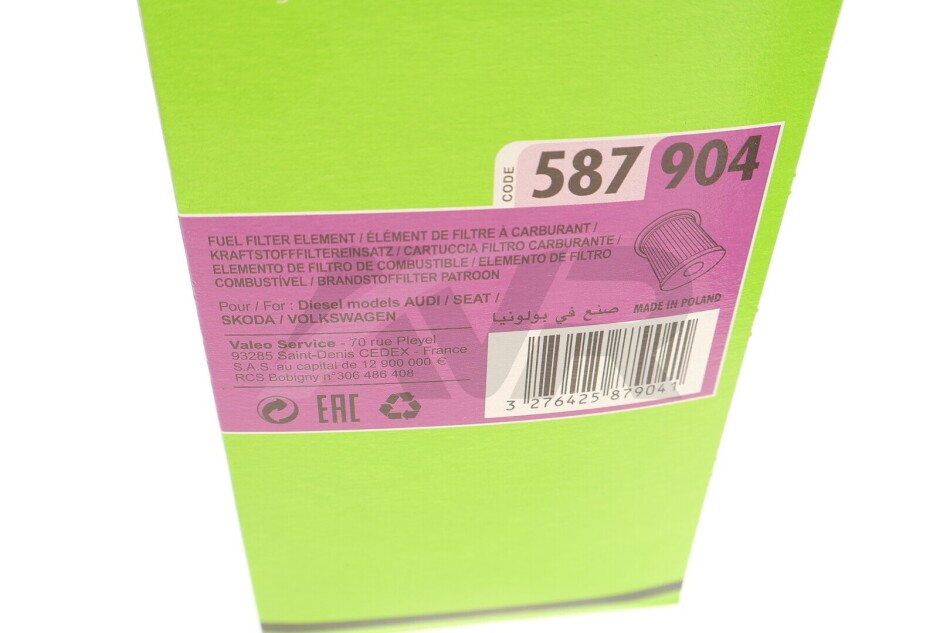 CODE 587 904
FUEL FILTER ELEMENT / ÉLÉMENT DE FILTRE À CARBURANT /
KRAFTSTOFFFILTEREINSATZ / CARTUCCIA FILTRO CARBURANTE /
ELEMENTO DE FILTRO DE COMBUSTIBLE / ELEMENTO DE FILTRO
COMBUSTÍVEL / BRANDSTOFFILTER PATROON
Pour / For : Diesel models AUDI / SEAT /
SKODA / VOLKSWAGEN
MADE IN POLAND
صنع في بولونيا
Valeo Service - 70 rue Pleyel
93285 Saint-Denis CEDEX - France
S.A.S. au capital de 12 900 000 €
RCS Bobigny n°306 486 408
EAC
3 276425 879041